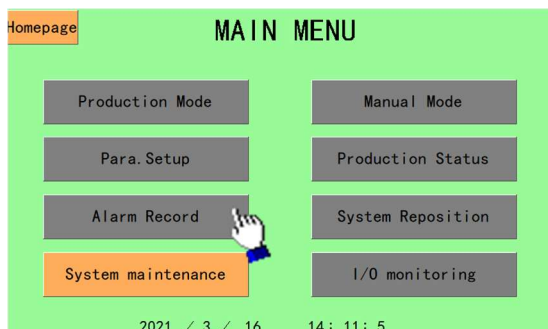 Homepage
MAIN MENU
Production Mode
Manual Mode
Para.Setup
Production Status
Alarm Record
System Reposition
System maintenance
I/O monitoring
2021 / 3 / 16 14: 11: 5